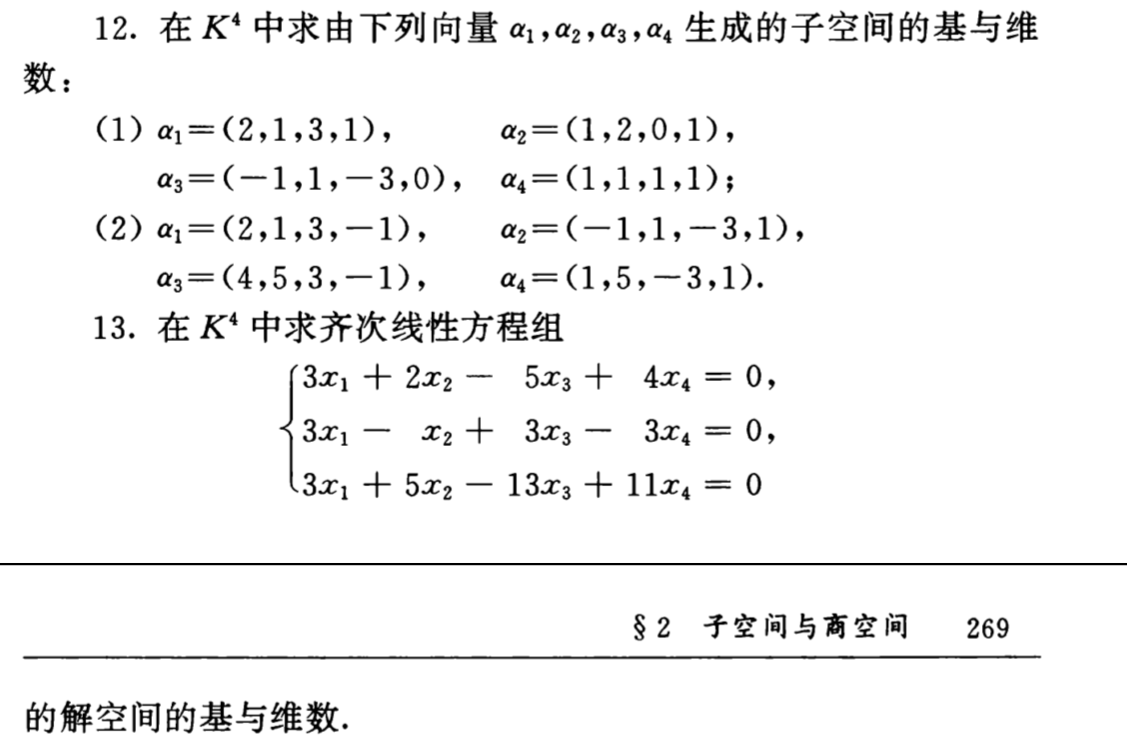 12. 在 K⁴ 中求由下列向量 α₁,α₂,α₃,α₄ 生成的子空间的基与维
数:
(1) α₁=(2,1,3,1), α₂=(1,2,0,1),
α₃=(−1,1,−3,0), α₄=(1,1,1,1);
(2) α₁=(2,1,3,−1), α₂=(−1,1,−3,1),
α₃=(4,5,3,−1), α₄=(1,5,−3,1).
13. 在 K⁴ 中求齐次线性方程组
3x₁ + 2x₂ − 5x₃ + 4x₄ = 0,
3x₁ − x₂ + 3x₃ − 3x₄ = 0,
3x₁ + 5x₂ − 13x₃ + 11x₄ = 0
§2 子空间与商空间 269
的解空间的基与维数.